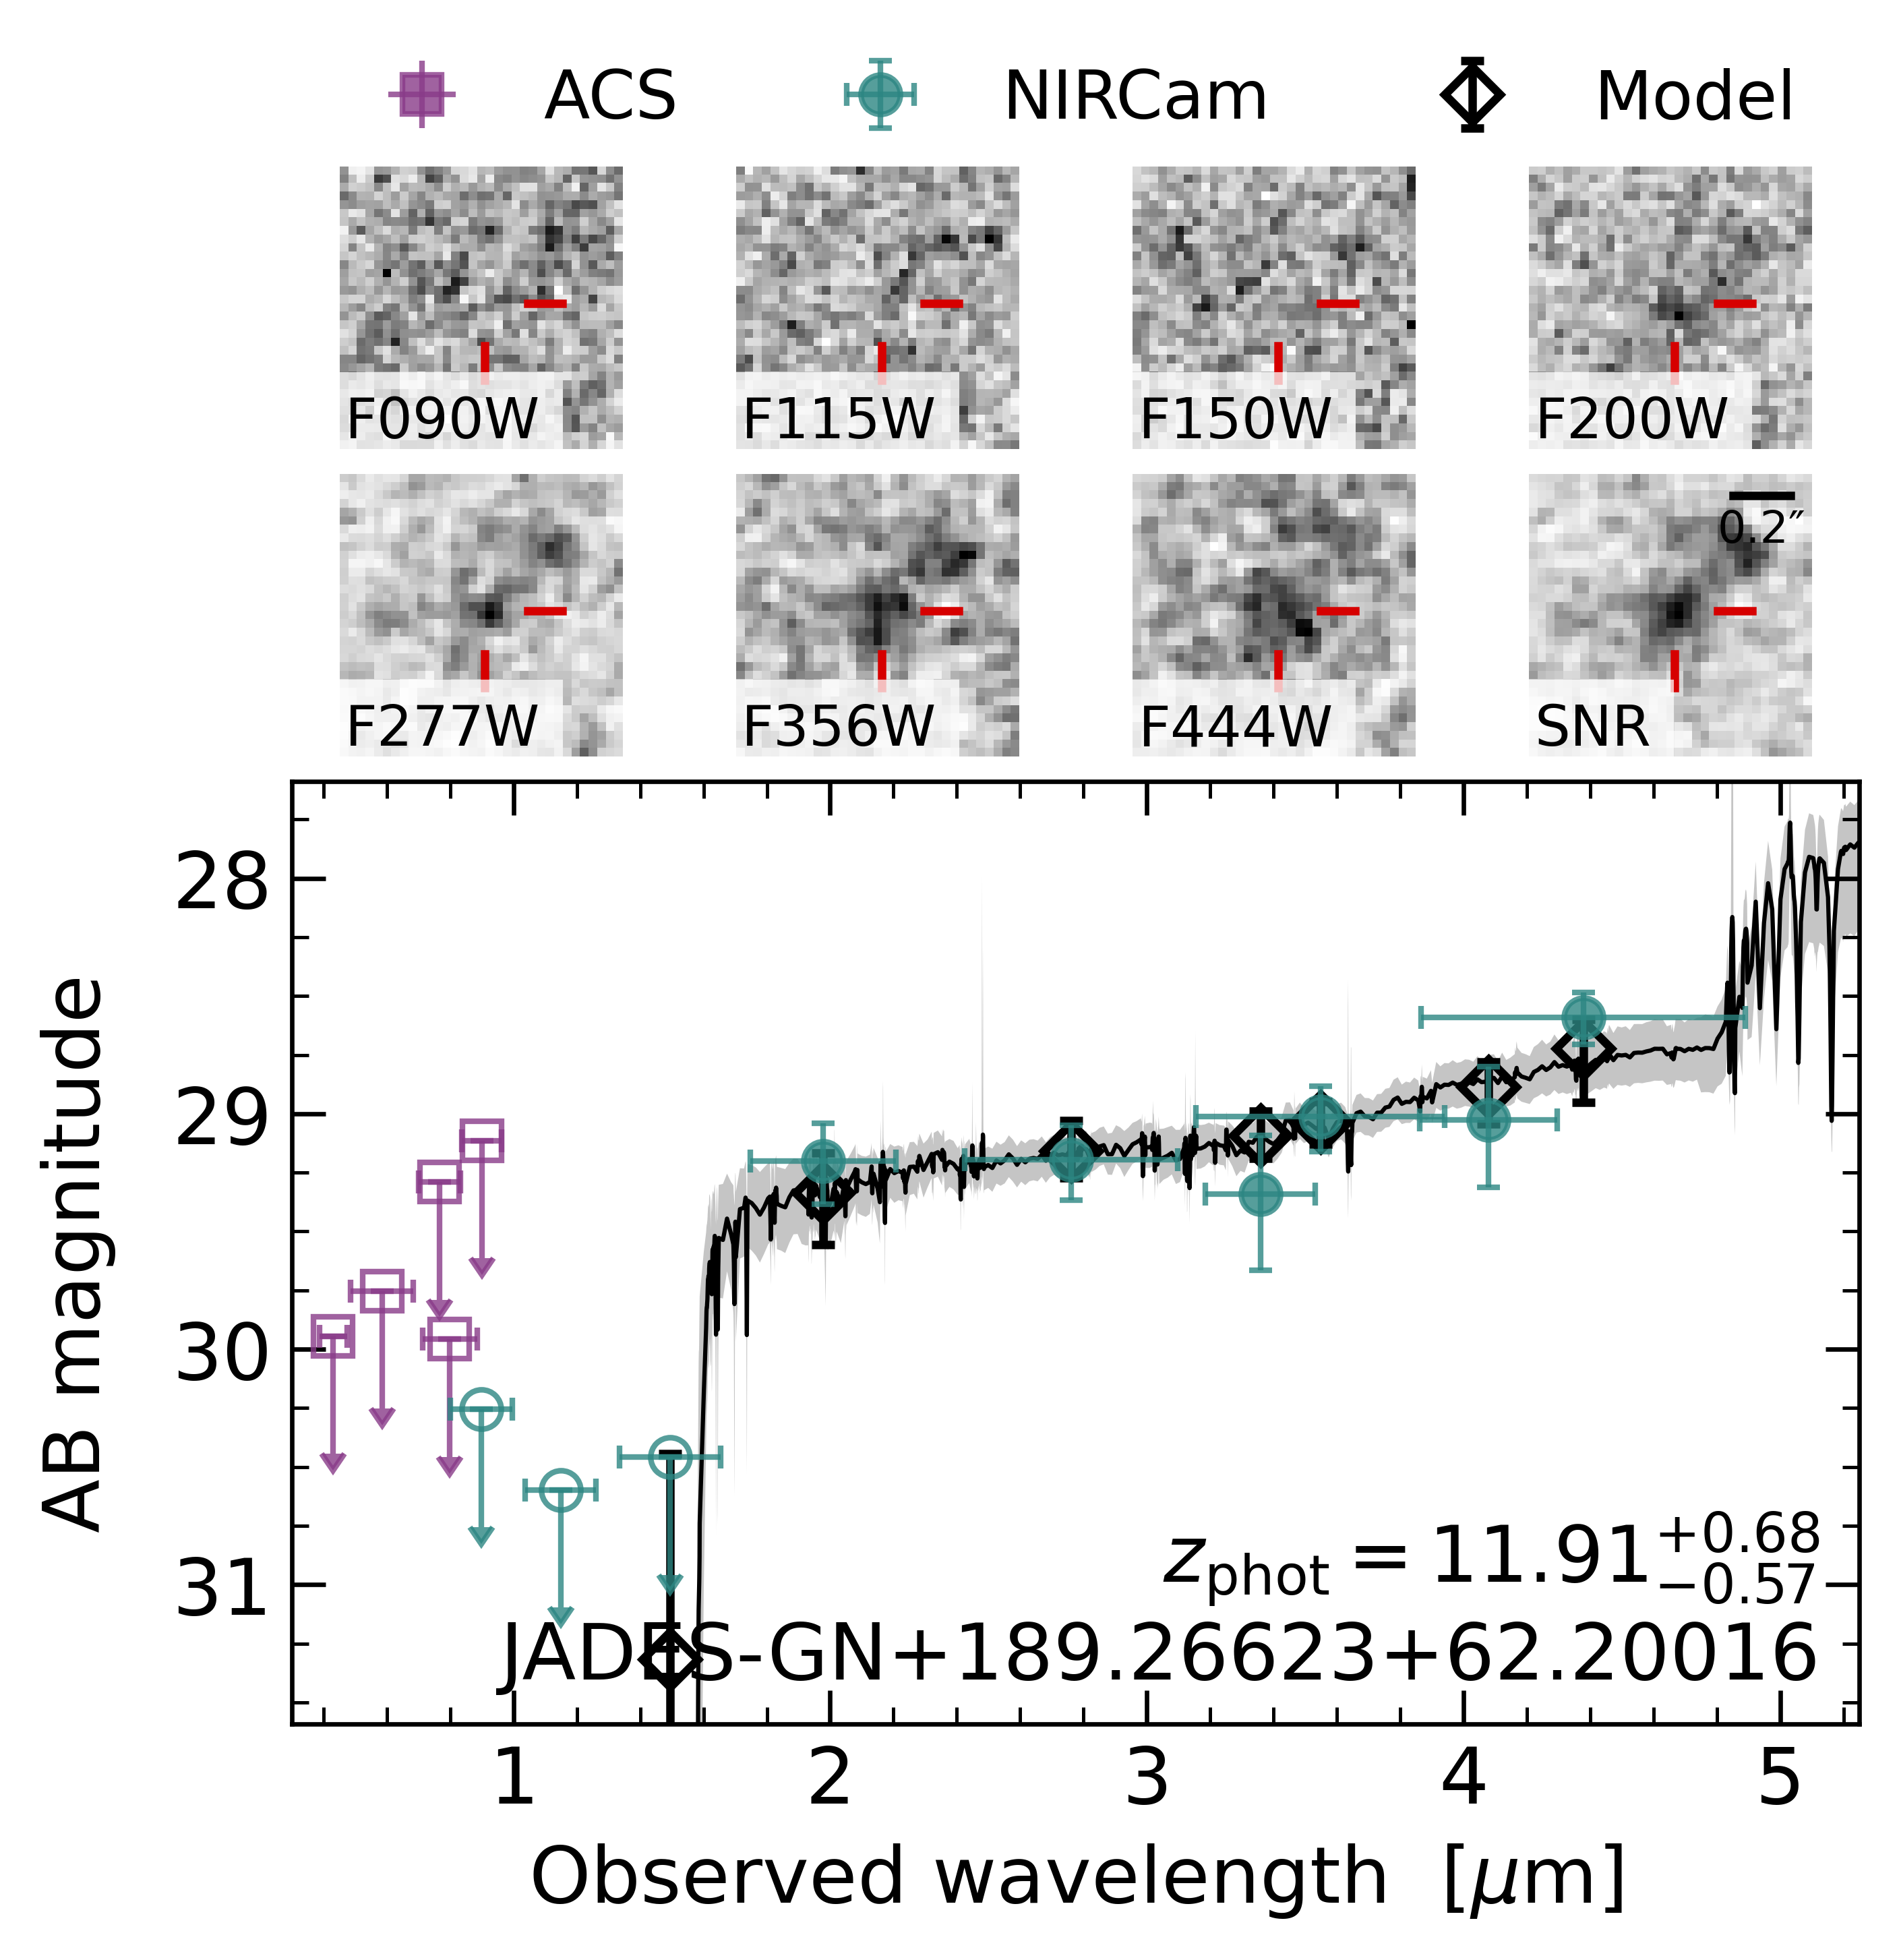 ACS NIRCam Model
F090W F115W F150W F200W
0.2″
F277W F356W F444W SNR
28
29
30
31
AB magnitude
z_phot = 11.91 +0.68 −0.57
JADES-GN+189.26623+62.20016
1 2 3 4 5
Observed wavelength [μm]